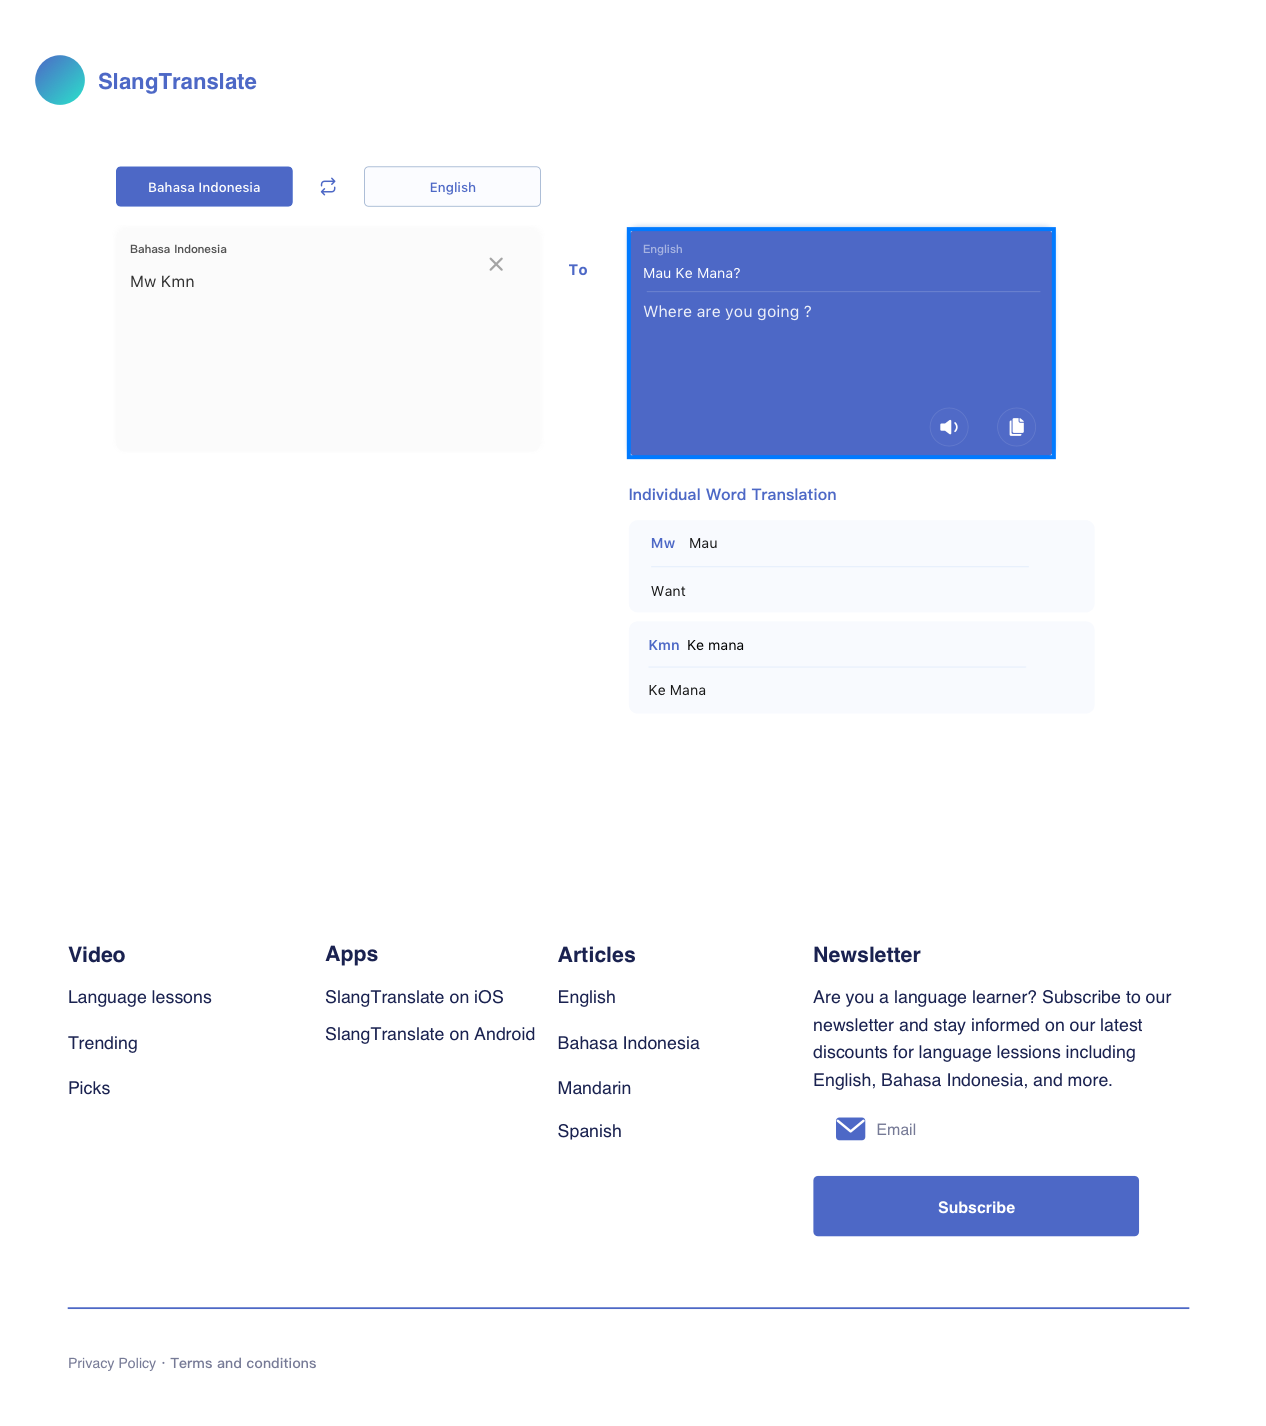 SlangTranslate
Bahasa Indonesia
English
Bahasa Indonesia
Mw Kmn
To
English
Mau Ke Mana?
Where are you going ?
Individual Word Translation
Mw Mau
Want
Kmn Ke mana
Ke Mana
Video
Language lessons
Trending
Picks
Apps
SlangTranslate on iOS
SlangTranslate on Android
Articles
English
Bahasa Indonesia
Mandarin
Spanish
Newsletter
Are you a language learner? Subscribe to our
newsletter and stay informed on our latest
discounts for language lessions including
English, Bahasa Indonesia, and more.
Email
Subscribe
Privacy Policy · Terms and conditions